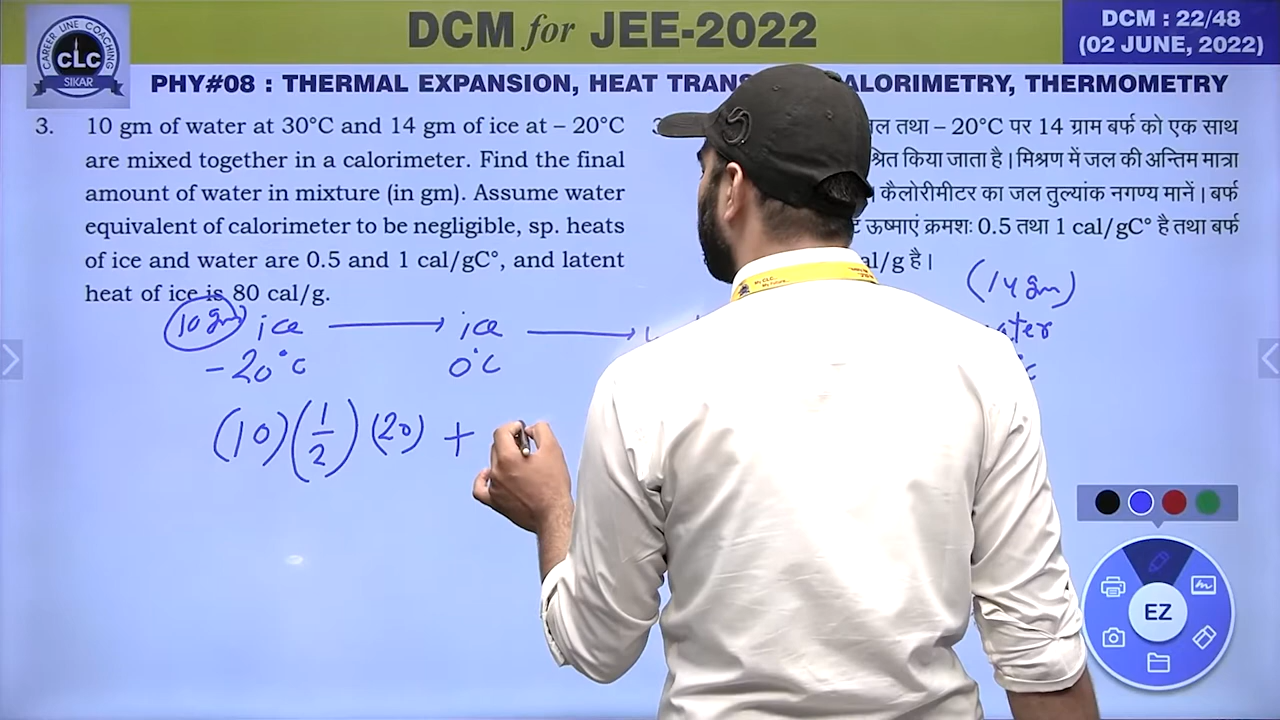 CAREER LINE COACHING
CLC
SIKAR
DCM for JEE-2022
DCM : 22/48
(02 JUNE, 2022)
PHY#08 : THERMAL EXPANSION, HEAT TRANS ALORIMETRY, THERMOMETRY
3. 10 gm of water at 30°C and 14 gm of ice at – 20°C
are mixed together in a calorimeter. Find the final
amount of water in mixture (in gm). Assume water
equivalent of calorimeter to be negligible, sp. heats
of ice and water are 0.5 and 1 cal/gC°, and latent
heat of ice is 80 cal/g.
तथा – 20°C पर 14 ग्राम बर्फ को एक साथ
किया जाता है। मिश्रण में जल की अन्तिम मात्रा
कैलोरीमीटर का जल तुल्यांक नगण्य मानें। बर्फ
ऊष्माएं क्रमशः 0.5 तथा 1 cal/gC° है तथा बर्फ
al/g है।
(14 gm)
(10 gm) ice ice ater
-20°C 0°C c
(10)(1/2)(20) +
EZ